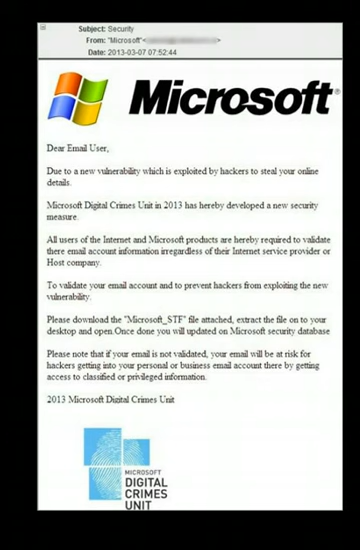 Subject: Security
From: "Microsoft"<
Date: 2013-03-07 07:52:44
Microsoft®
Dear Email User,
Due to a new vulnerability which is exploited by hackers to steal your online
details.
Microsoft Digital Crimes Unit in 2013 has hereby developed a new security
measure.
All users of the Internet and Microsoft products are hereby required to validate
there email account information irregardless of their Internet service provider or
Host company.
To validate your email account and to prevent hackers from exploiting the new
vulnerability.
Please download the "Microsoft_STF" file attached, extract the file on to your
desktop and open.Once done you will updated on Microsoft security database
Please note that if your email is not validated, your email will be at risk for
hackers getting into your personal or business email account there by getting
access to classified or privileged information.
2013 Microsoft Digital Crimes Unit
MICROSOFT
DIGITAL
CRIMES
UNIT